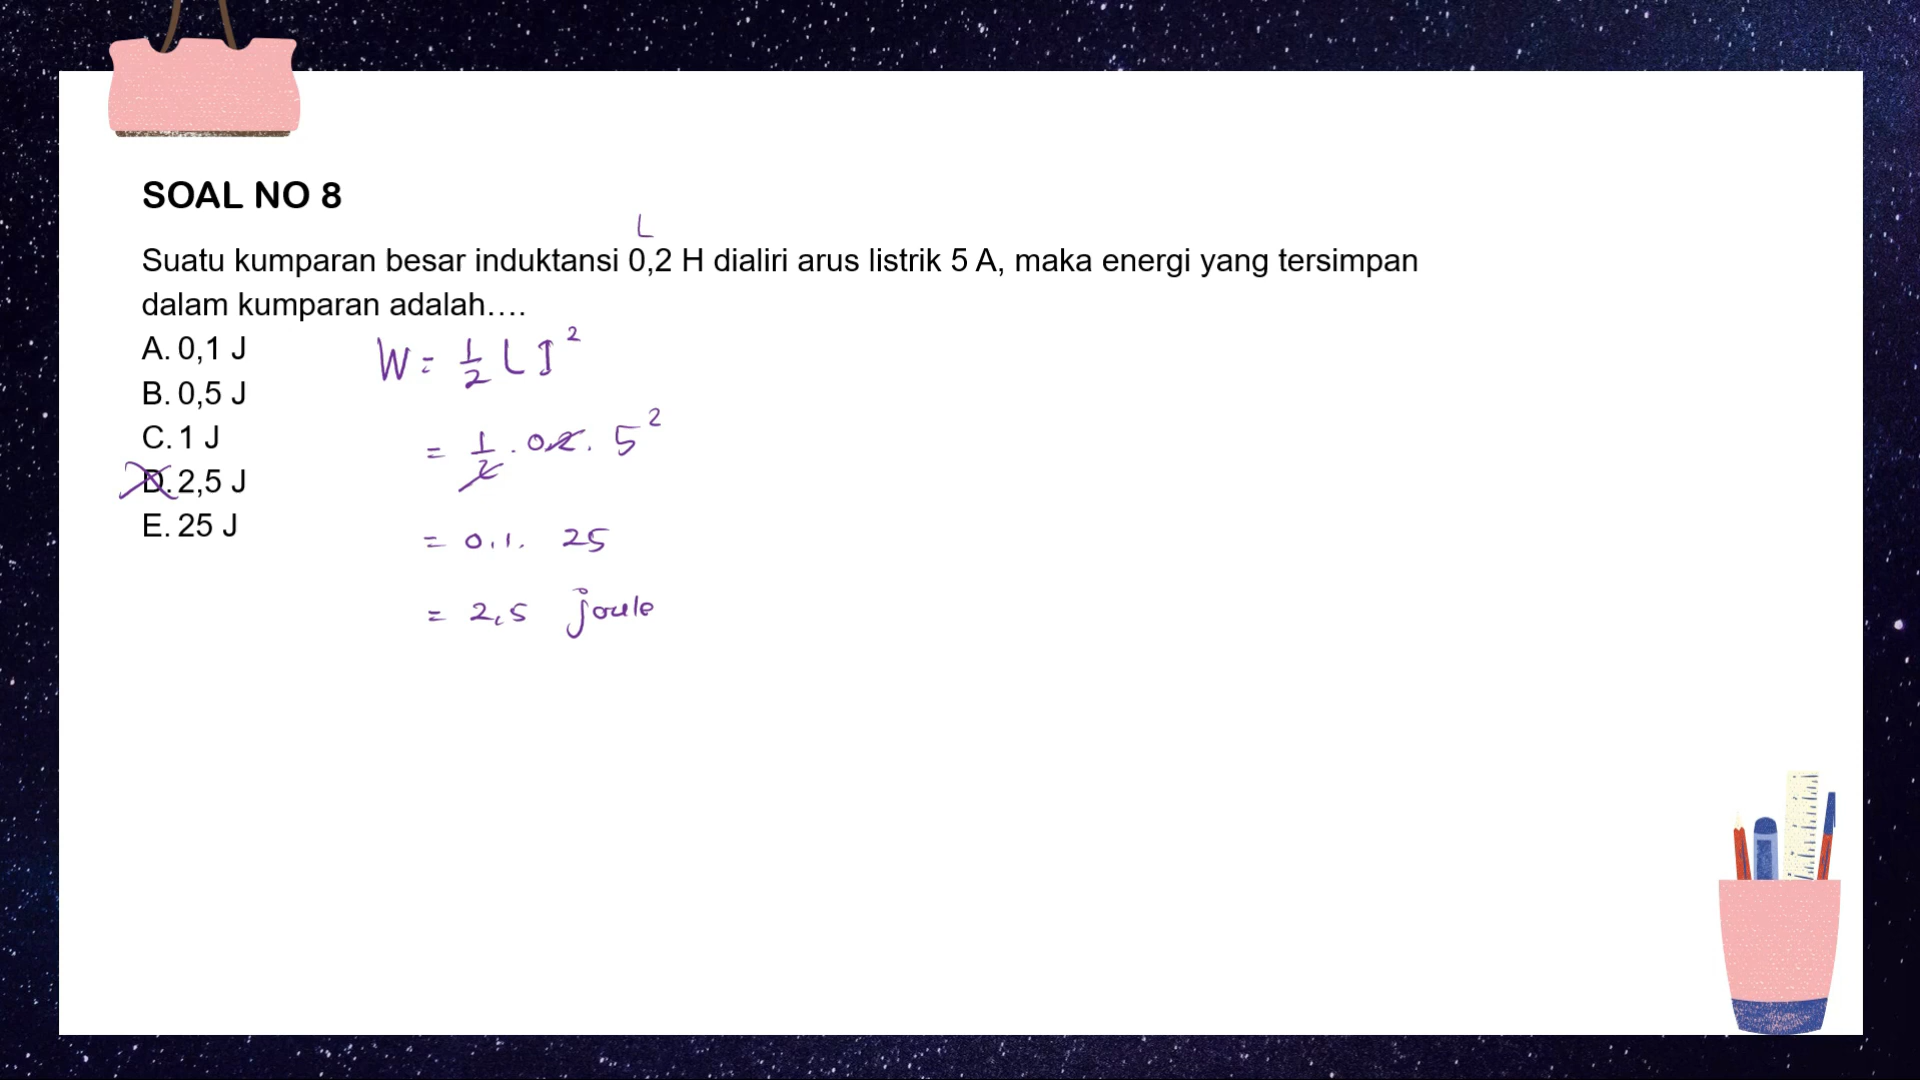 SOAL NO 8
L
Suatu kumparan besar induktansi 0,2 H dialiri arus listrik 5 A, maka energi yang tersimpan
dalam kumparan adalah….
A. 0,1 J
B. 0,5 J
C. 1 J
D. 2,5 J
E. 25 J
W = 1/2 L I²
= 1/2 . 0.2 . 5²
= 0.1. 25
= 2,5 joule